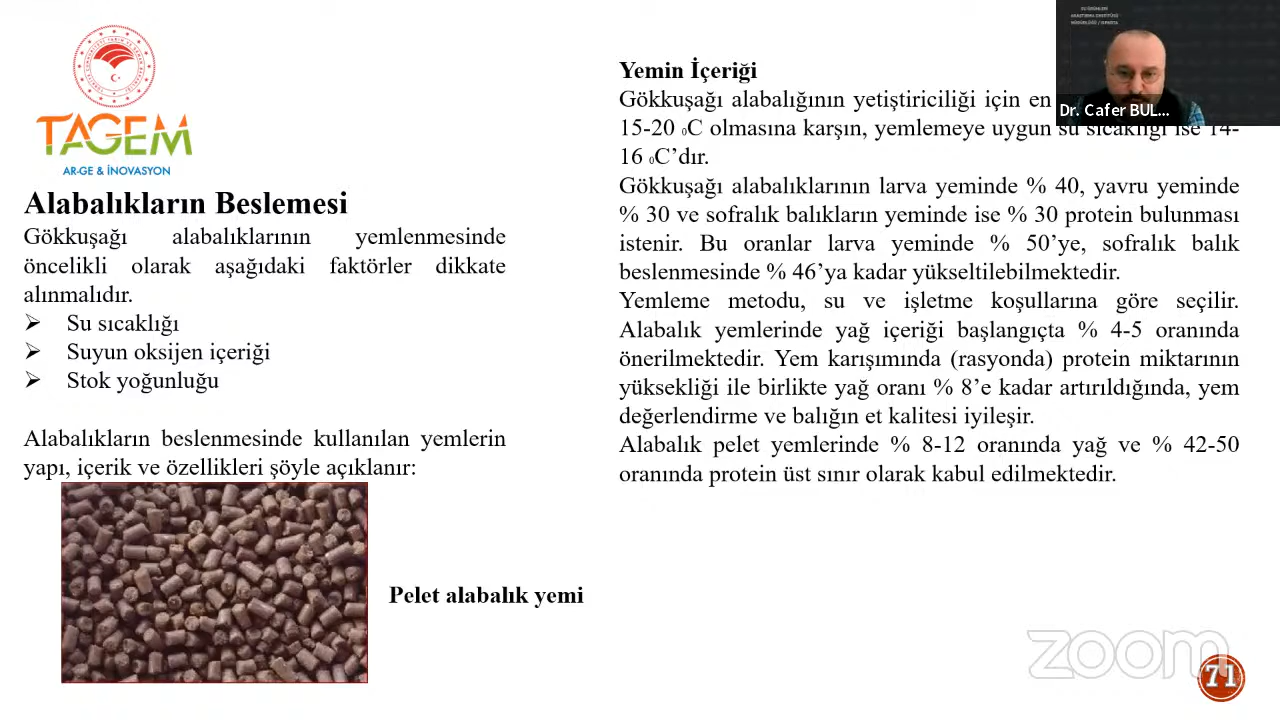 TAGEM
AR-GE & İNOVASYON
Alabalıkların Beslemesi
Gökkuşağı alabalıklarının yemlenmesinde
öncelikli olarak aşağıdaki faktörler dikkate
alınmalıdır.
Su sıcaklığı
Suyun oksijen içeriği
Stok yoğunluğu
Alabalıkların beslenmesinde kullanılan yemlerin
yapı, içerik ve özellikleri şöyle açıklanır:
Pelet alabalık yemi
Yemin İçeriği
Gökkuşağı alabalığının yetiştiriciliği için en
15-20 0C olmasına karşın, yemlemeye uygun su sıcaklığı ise 14-
16 0C’dır.
Gökkuşağı alabalıklarının larva yeminde % 40, yavru yeminde
% 30 ve sofralık balıkların yeminde ise % 30 protein bulunması
istenir. Bu oranlar larva yeminde % 50’ye, sofralık balık
beslenmesinde % 46’ya kadar yükseltilebilmektedir.
Yemleme metodu, su ve işletme koşullarına göre seçilir.
Alabalık yemlerinde yağ içeriği başlangıçta % 4-5 oranında
önerilmektedir. Yem karışımında (rasyonda) protein miktarının
yüksekliği ile birlikte yağ oranı % 8’e kadar artırıldığında, yem
değerlendirme ve balığın et kalitesi iyileşir.
Alabalık pelet yemlerinde % 8-12 oranında yağ ve % 42-50
oranında protein üst sınır olarak kabul edilmektedir.
Dr. Cafer BUL...
zoom
71